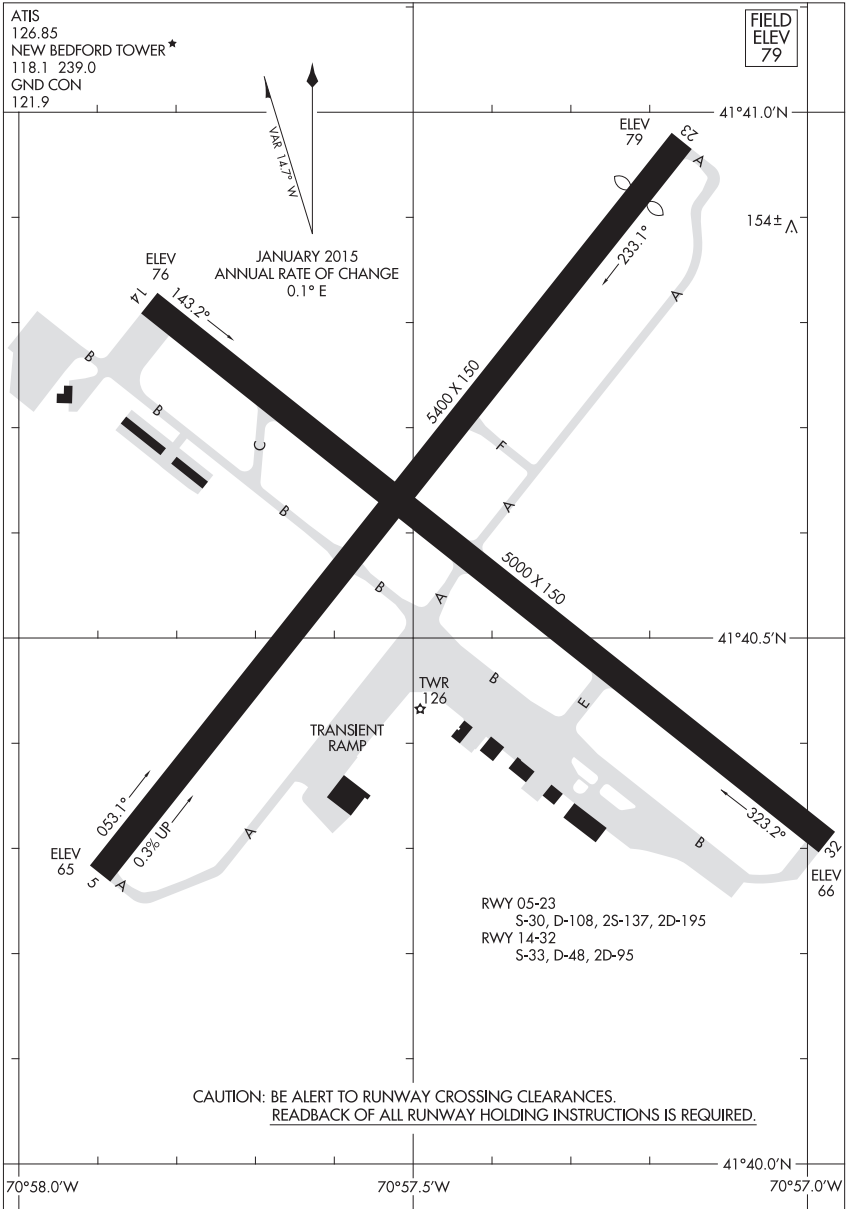 ATIS
126.85
NEW BEDFORD TOWER
118.1 239.0
GND CON
121.9
FIELD
ELEV
79
VAR 14.7° W
JANUARY 2015
ANNUAL RATE OF CHANGE
0.1° E
41°41.0'N
ELEV
79
23
A
154±
233.1°
A
ELEV
76
14
143.2°
B
B
C
5400 X 150
F
A
B
5000 X 150
B
A
41°40.5'N
TWR
126
B
E
TRANSIENT
RAMP
053.1°
0.3% UP
A
ELEV
65
5
A
323.2°
B
32
ELEV
66
RWY 05-23
S-30, D-108, 2S-137, 2D-195
RWY 14-32
S-33, D-48, 2D-95
CAUTION: BE ALERT TO RUNWAY CROSSING CLEARANCES.
READBACK OF ALL RUNWAY HOLDING INSTRUCTIONS IS REQUIRED.
41°40.0'N
70°58.0'W
70°57.5'W
70°57.0'W